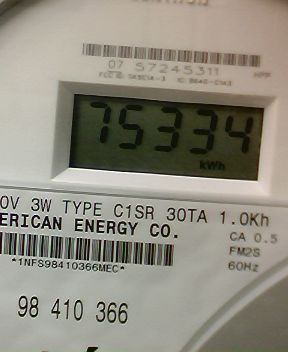 07 57245311
HPP
75334
kWh
0V 3W TYPE C1SR 30TA 1.0Kh
ERICAN ENERGY CO.
CA 0.5
FM2S
60Hz
*1NFS98410366MEC*
98 410 366